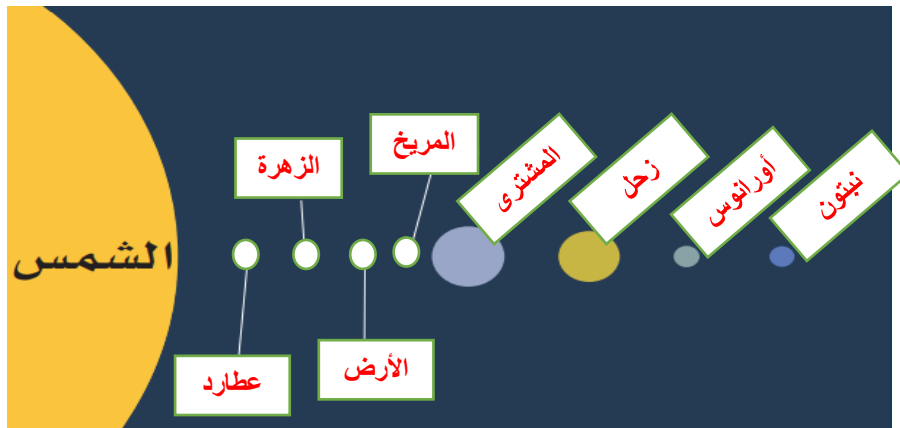 الشمس
عطارد
الزهرة
الأرض
المريخ
المشترى
زحل
أورانوس
نبتون